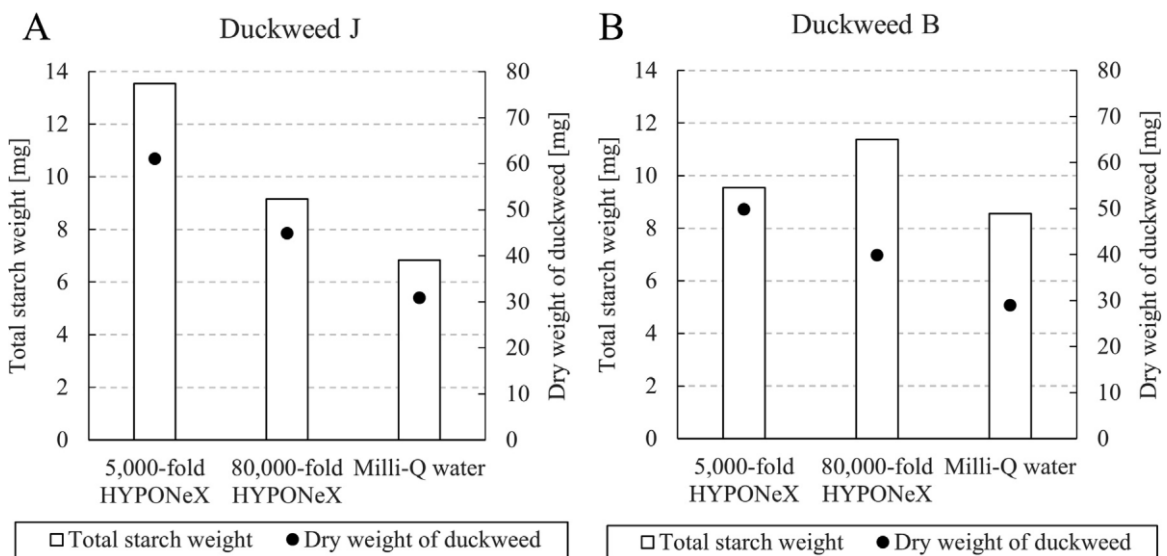 A
Duckweed J
Total starch weight [mg]
14
12
10
8
6
4
2
0
80
70
60
50
40
30
20
10
0
Dry weight of duckweed [mg]
5,000-fold
HYPONeX
80,000-fold
HYPONeX
Milli-Q water
Total starch weight
Dry weight of duckweed
B
Duckweed B
Total starch weight [mg]
14
12
10
8
6
4
2
0
80
70
60
50
40
30
20
10
0
Dry weight of duckweed [mg]
5,000-fold
HYPONeX
80,000-fold
HYPONeX
Milli-Q water
Total starch weight
Dry weight of duckweed